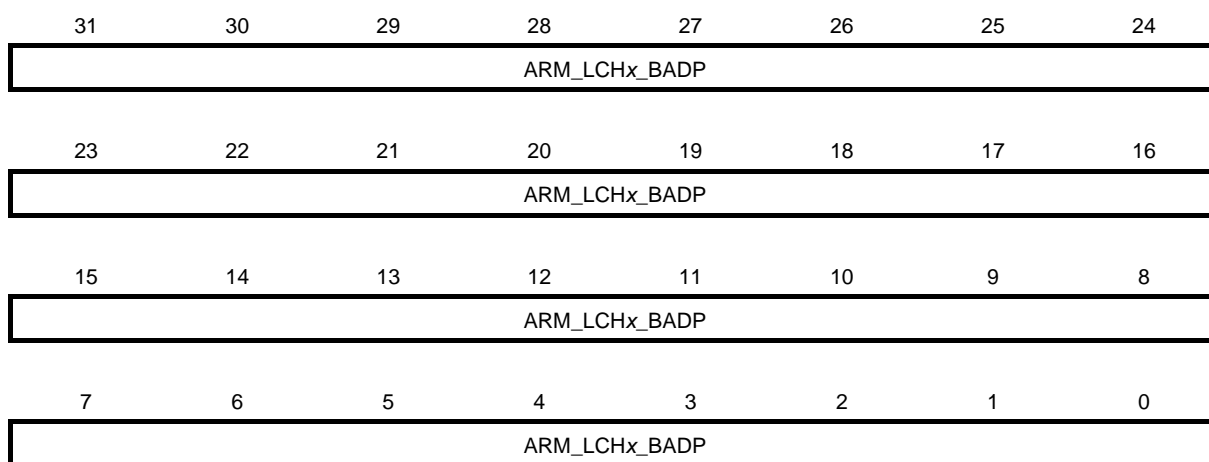 31 30 29 28 27 26 25 24
ARM_LCHx_BADP
23 22 21 20 19 18 17 16
ARM_LCHx_BADP
15 14 13 12 11 10 9 8
ARM_LCHx_BADP
7 6 5 4 3 2 1 0
ARM_LCHx_BADP